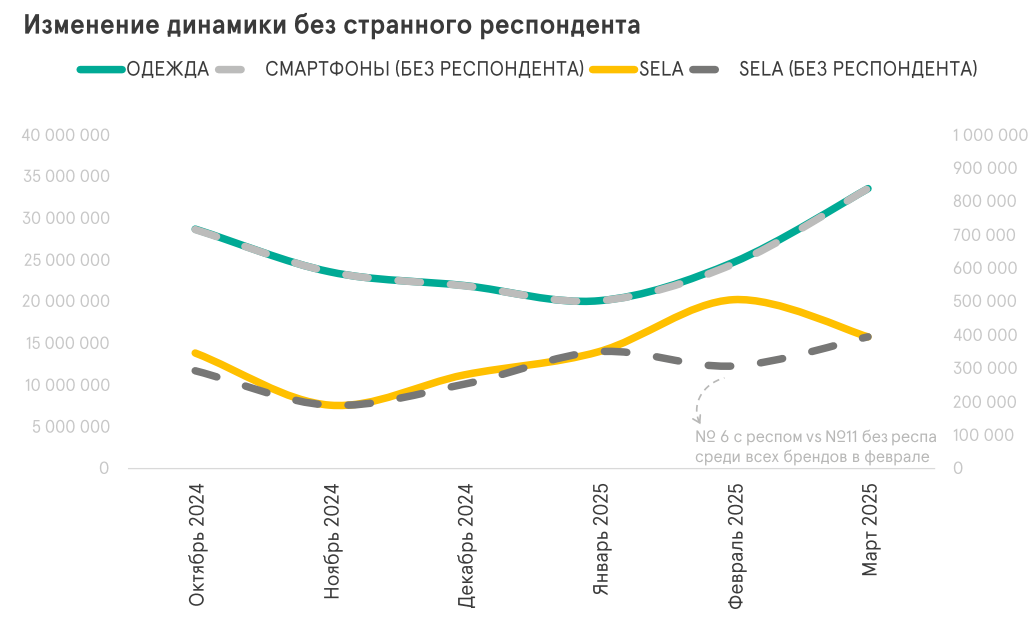 Изменение динамики без странного респондента
ОДЕЖДА СМАРТФОНЫ (БЕЗ РЕСПОНДЕНТА) SELA SELA (БЕЗ РЕСПОНДЕНТА)
40 000 000
35 000 000
30 000 000
25 000 000
20 000 000
15 000 000
10 000 000
5 000 000
0
1 000 000
900 000
800 000
700 000
600 000
500 000
400 000
300 000
200 000
100 000
0
№ 6 с респом vs №11 без респа
среди всех брендов в феврале
Октябрь 2024
Ноябрь 2024
Декабрь 2024
Январь 2025
Февраль 2025
Март 2025